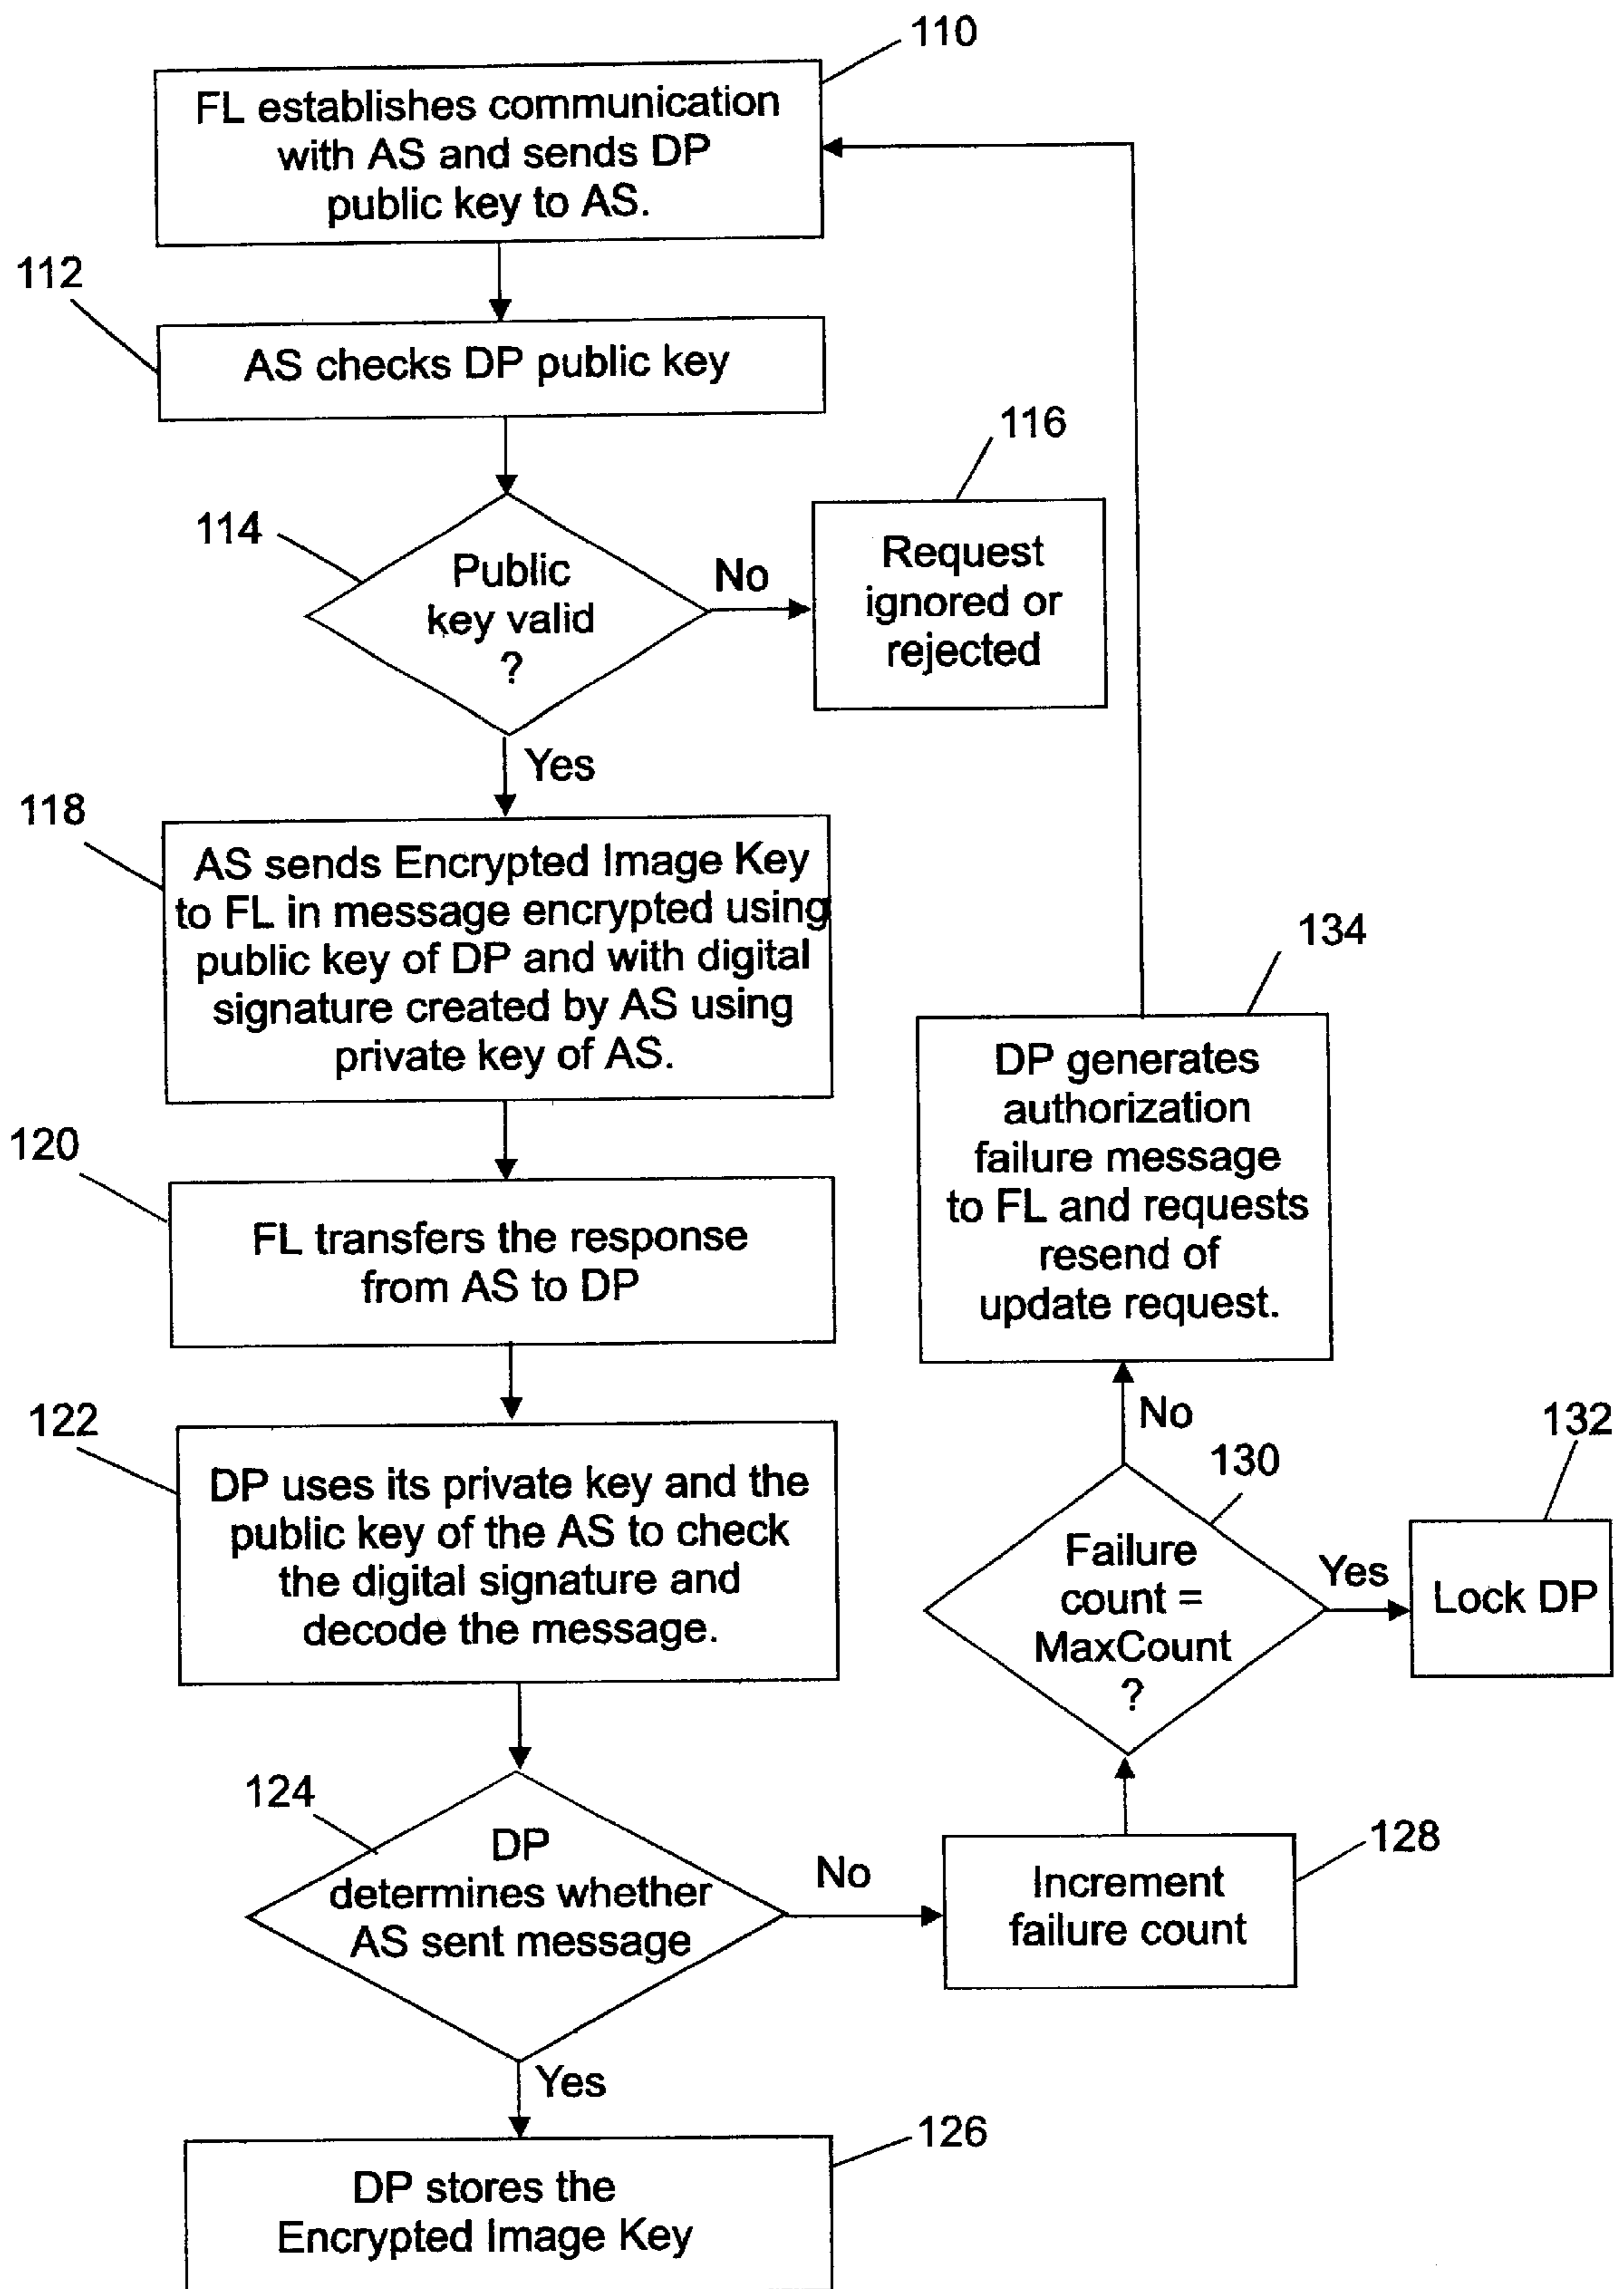 110
FL establishes communication
with AS and sends DP
public key to AS.
112
AS checks DP public key
114
Public
key valid
?
No
116
Request
ignored or
rejected
Yes
118
AS sends Encrypted Image Key
to FL in message encrypted using
public key of DP and with digital
signature created by AS using
private key of AS.
120
FL transfers the response
from AS to DP
122
DP uses its private key and the
public key of the AS to check
the digital signature and
decode the message.
124
DP
determines whether
AS sent message
No
128
Increment
failure count
130
Failure
count =
MaxCount
?
Yes
132
Lock DP
No
134
DP generates
authorization
failure message
to FL and requests
resend of
update request.
Yes
126
DP stores the
Encrypted Image Key